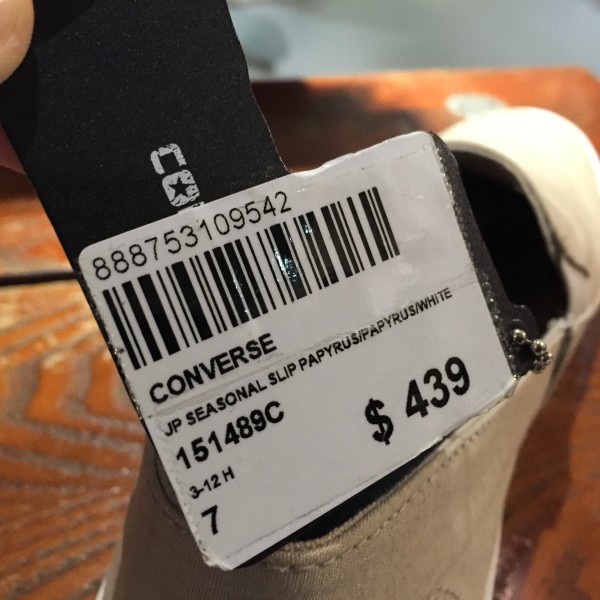 888753109542
CONVERSE
JP SEASONAL SLIP PAPYRUS/PAPYRUS/WHITE
151489C
$ 439
3-12 H
7